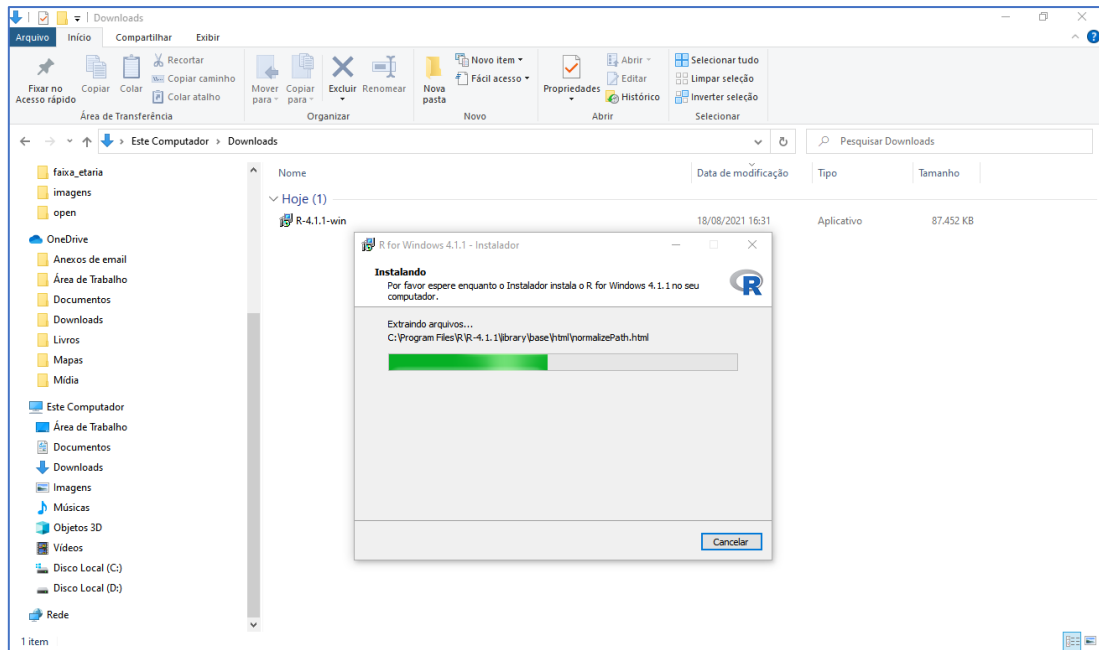 Downloads
Arquivo Início Compartilhar Exibir
Fixar no Acesso rápido
Copiar
Colar
Recortar
Copiar caminho
Colar atalho
Área de Transferência
Mover para
Copiar para
Excluir
Renomear
Organizar
Nova pasta
Novo item
Fácil acesso
Novo
Propriedades
Abrir
Editar
Histórico
Abrir
Selecionar tudo
Limpar seleção
Inverter seleção
Selecionar
Este Computador > Downloads
Pesquisar Downloads
Nome Data de modificação Tipo Tamanho
Hoje (1)
R-4.1.1-win 18/08/2021 16:31 Aplicativo 87.452 KB
faixa_etaria
imagens
open
OneDrive
Anexos de email
Área de Trabalho
Documentos
Downloads
Livros
Mapas
Mídia
Este Computador
Área de Trabalho
Documentos
Downloads
Imagens
Músicas
Objetos 3D
Vídeos
Disco Local (C:)
Disco Local (D:)
Rede
1 item
R for Windows 4.1.1 - Instalador
Instalando
Por favor espere enquanto o Instalador instala o R for Windows 4.1.1 no seu
computador.
R
Extraindo arquivos...
C:\Program Files\R\R-4.1.1\library\base\html\normalizePath.html
Cancelar